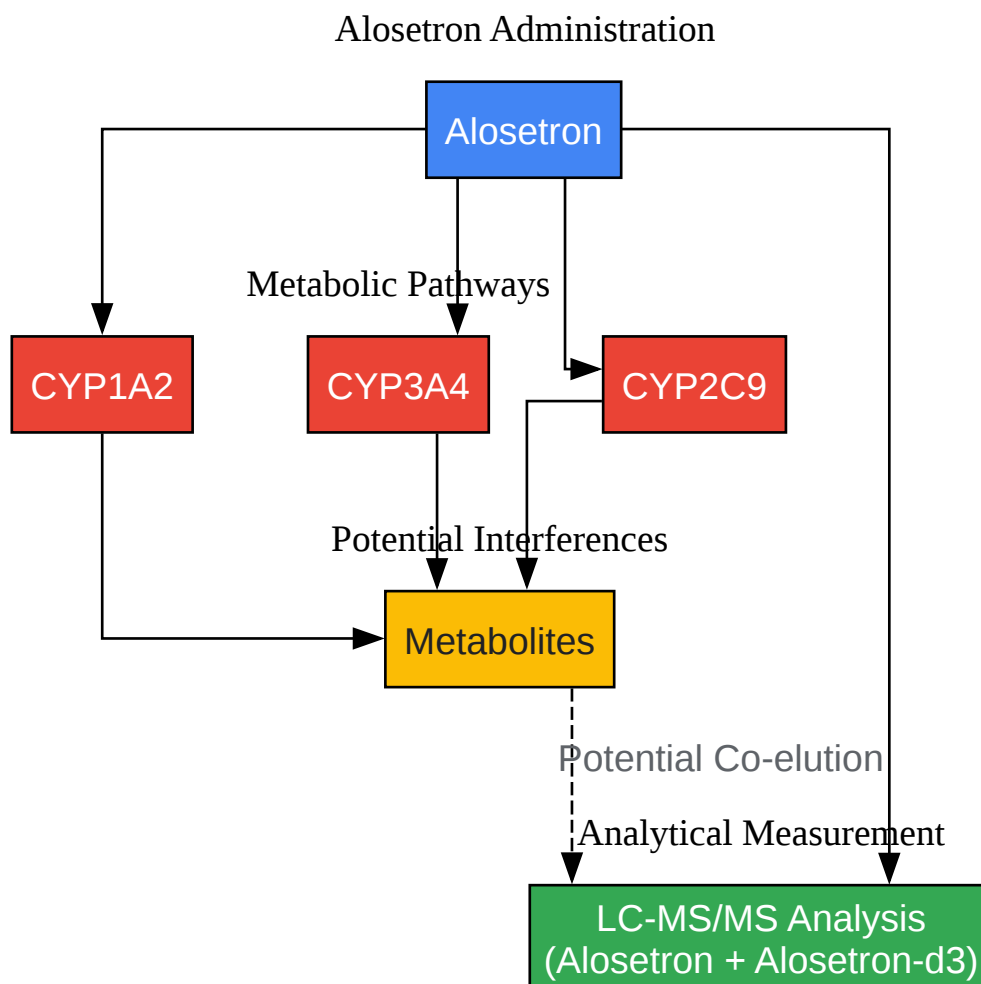 Alosetron Administration
Alosetron
Metabolic Pathways
CYP1A2
CYP3A4
CYP2C9
Potential Interferences
Metabolites
Potential Co-elution
Analytical Measurement
LC-MS/MS Analysis
(Alosetron + Alosetron-d3)